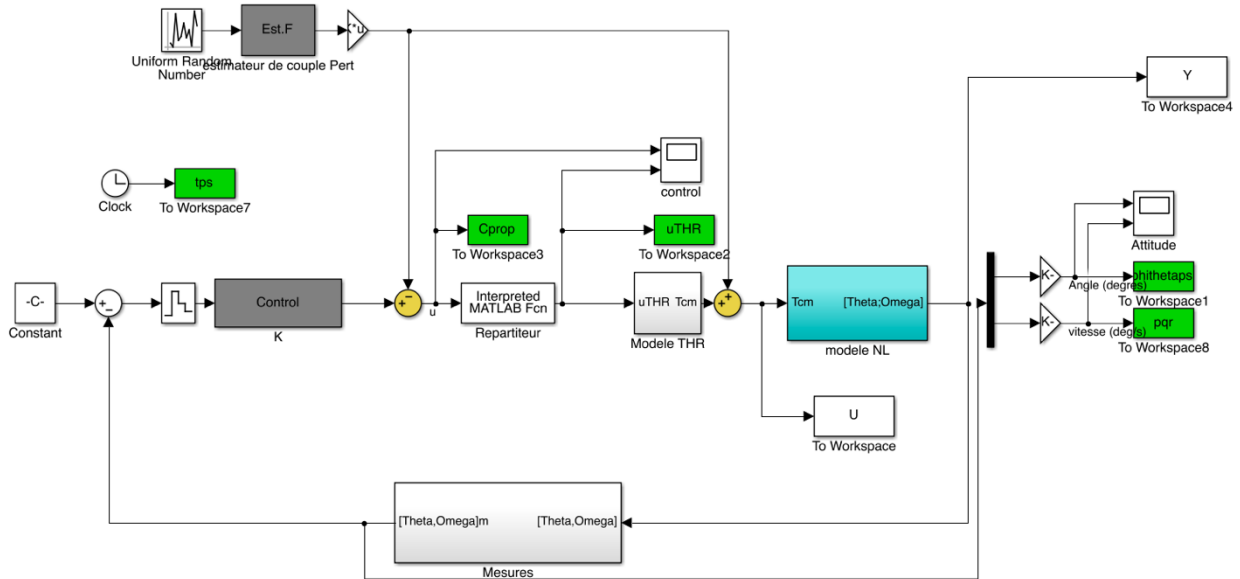 Est.F
*u
Uniform Random
Number
estimateur de couple Pert
Y
To Workspace4
tps
Clock
To Workspace7
control
Cprop
To Workspace3
uTHR
To Workspace2
Attitude
-C-
Constant
+
−
Control
K
+
−
u
Interpreted
MATLAB Fcn
Repartiteur
uTHR Tcm
Modele THR
+
+
Tcm [Theta;Omega]
modele NL
K-
Angle (degres)
phithetaps
To Workspace1
K-
vitesse (deg/s)
pqr
To Workspace8
U
To Workspace
[Theta,Omega]m [Theta,Omega]
Mesures